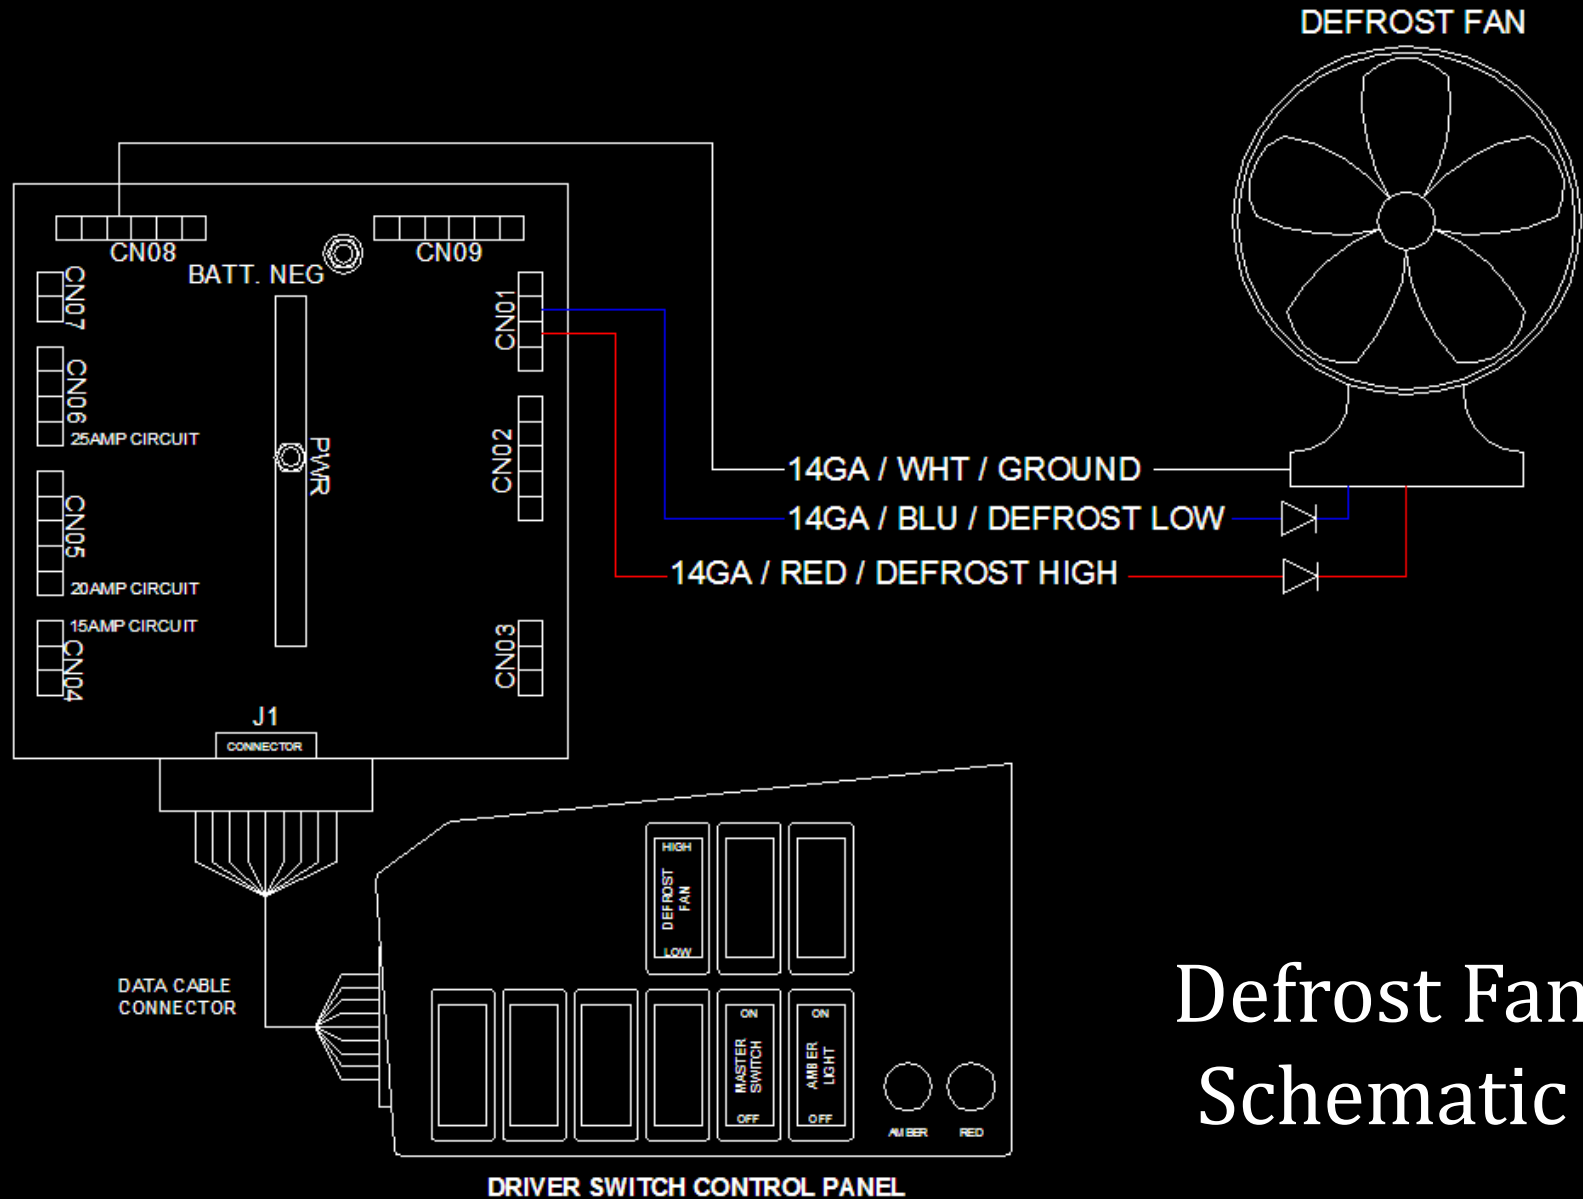 DEFROST FAN
CN08
CN09
BATT. NEG
CN07
CN01
CN06
25AMP CIRCUIT
PWR
CN02
14GA / WHT / GROUND
14GA / BLU / DEFROST LOW
14GA / RED / DEFROST HIGH
CN05
20AMP CIRCUIT
15AMP CIRCUIT
CN04
CN03
J1
CONNECTOR
HIGH
DEFROST
FAN
LOW
DATA CABLE
CONNECTOR
ON
MASTER
SWITCH
OFF
ON
AMBER
LIGHT
OFF
AMBER
RED
Defrost Fan
Schematic
DRIVER SWITCH CONTROL PANEL